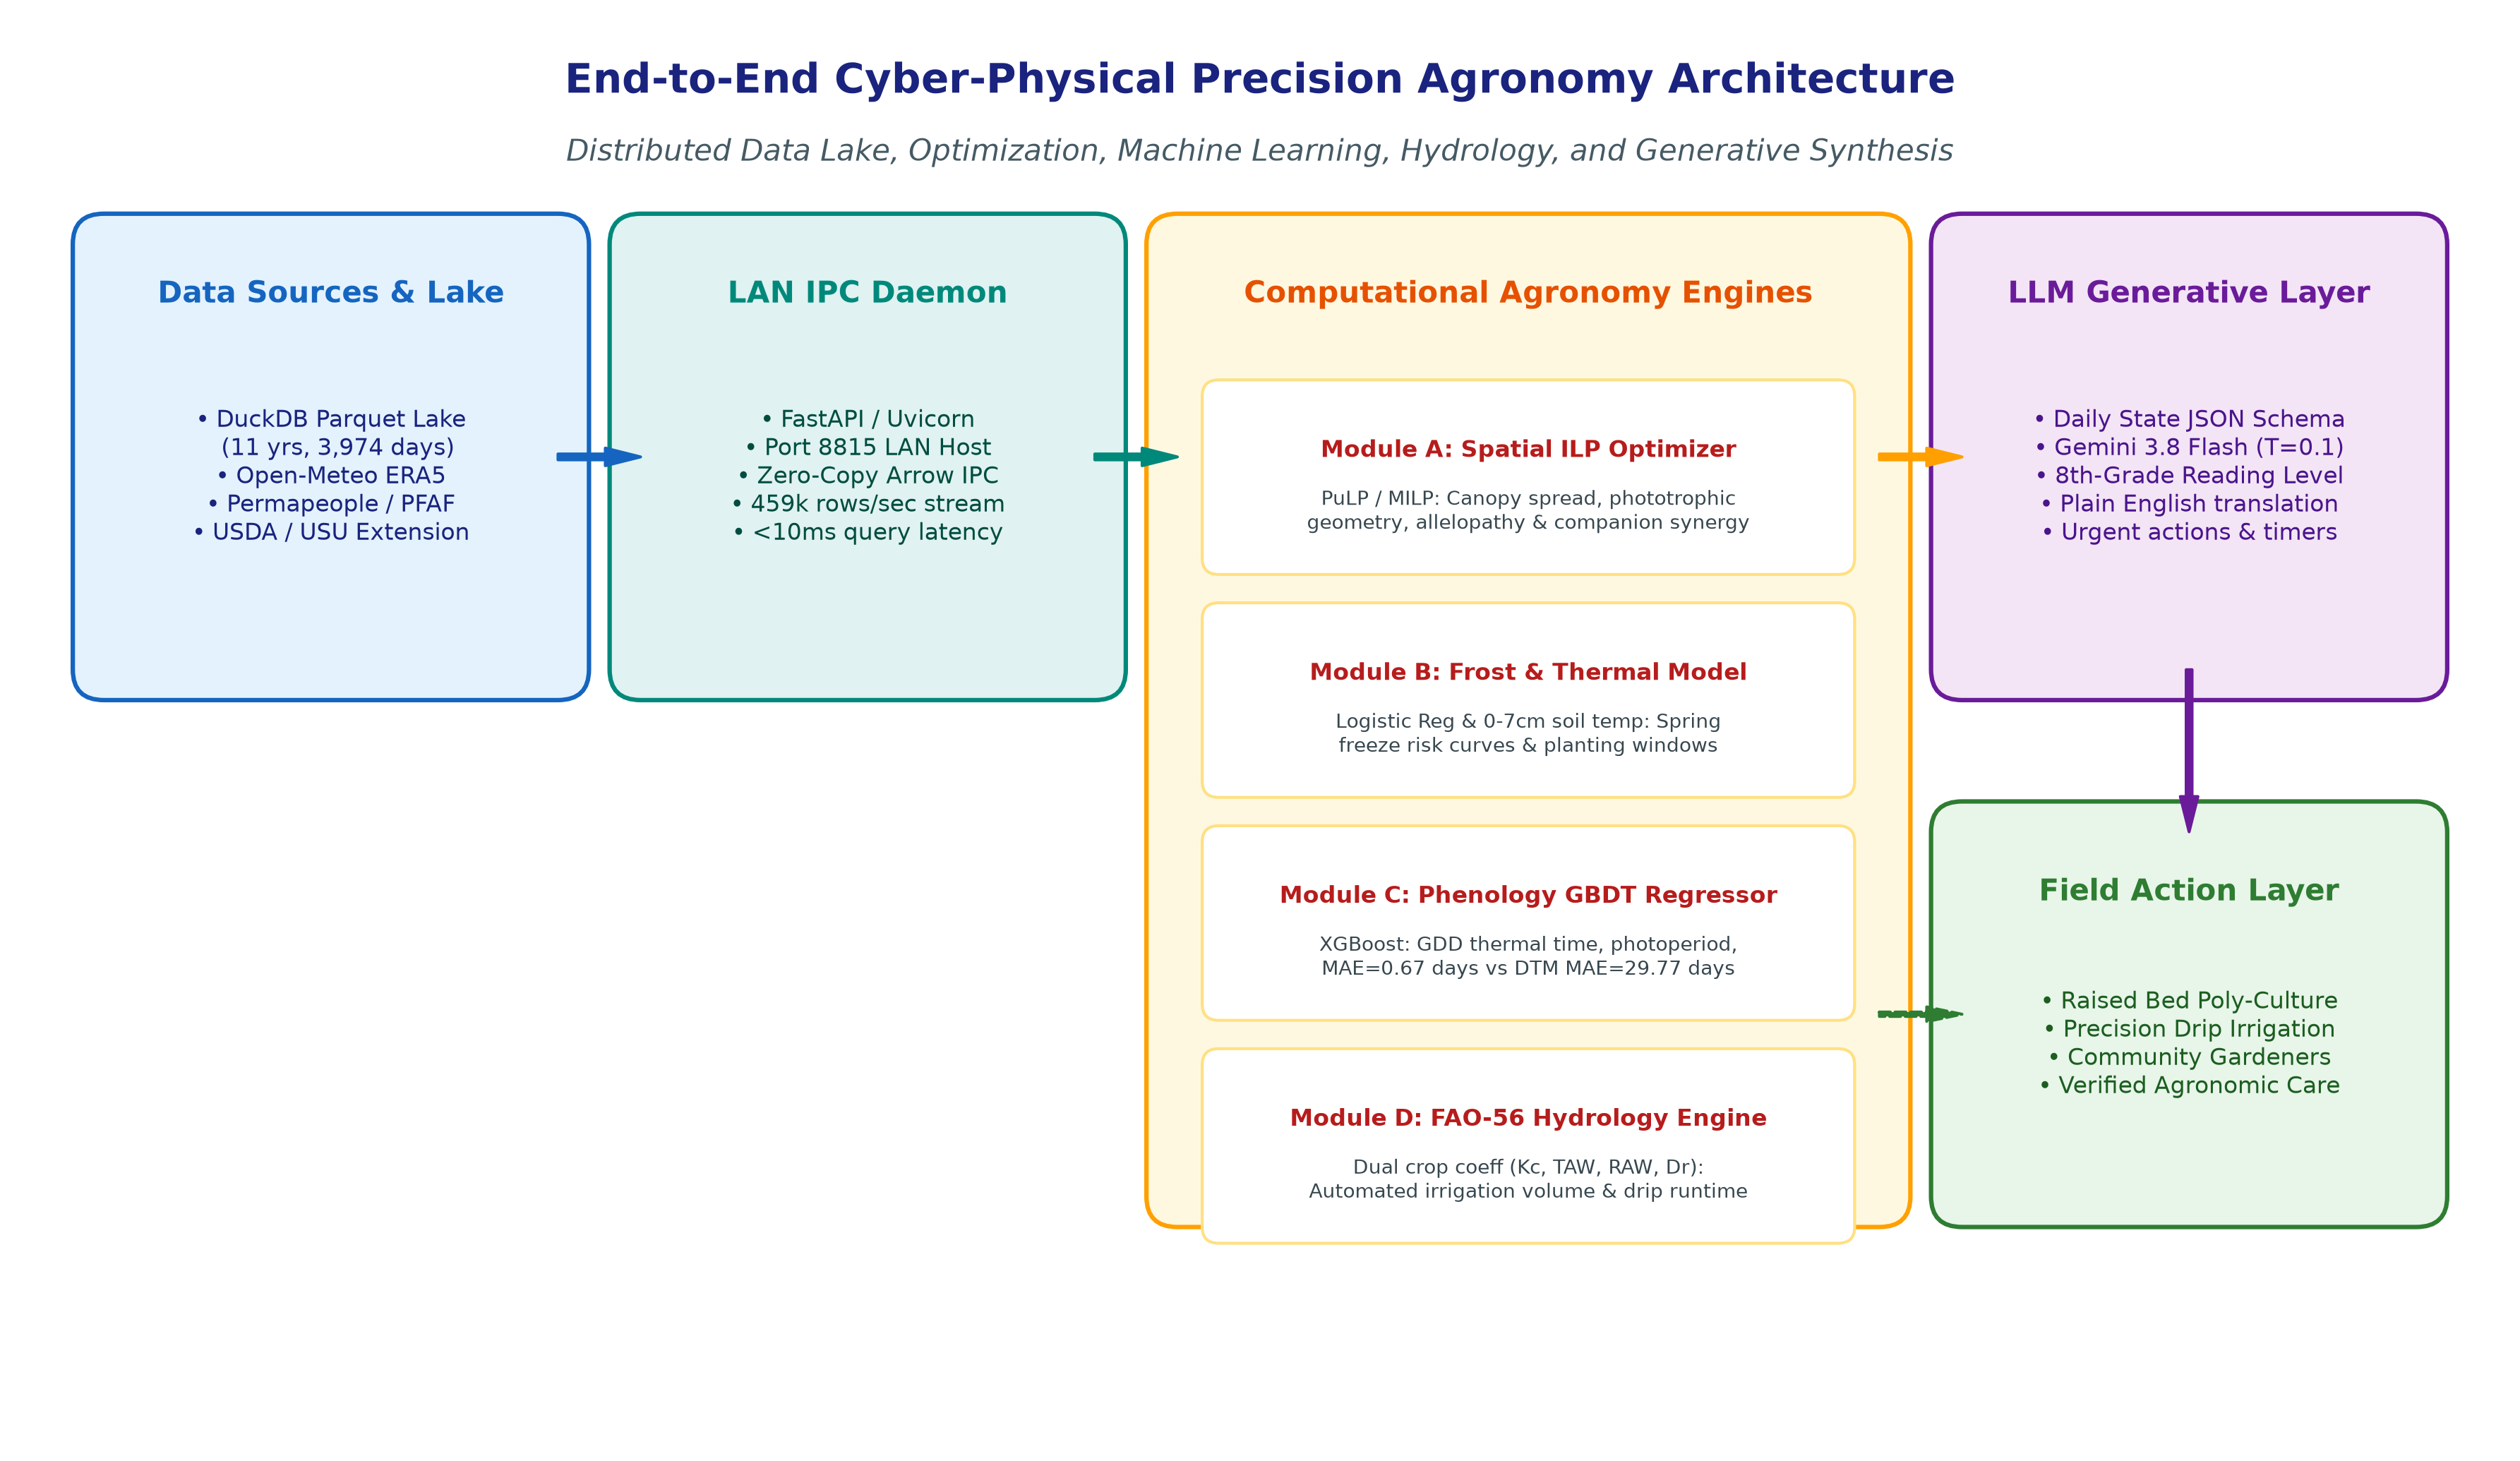 End-to-End Cyber-Physical Precision Agronomy Architecture
Distributed Data Lake, Optimization, Machine Learning, Hydrology, and Generative Synthesis
Data Sources & Lake
• DuckDB Parquet Lake
(11 yrs, 3,974 days)
• Open-Meteo ERA5
• Permapeople / PFAF
• USDA / USU Extension
LAN IPC Daemon
• FastAPI / Uvicorn
• Port 8815 LAN Host
• Zero-Copy Arrow IPC
• 459k rows/sec stream
• <10ms query latency
Computational Agronomy Engines
Module A: Spatial ILP Optimizer
PuLP / MILP: Canopy spread, phototrophic
geometry, allelopathy & companion synergy
Module B: Frost & Thermal Model
Logistic Reg & 0-7cm soil temp: Spring
freeze risk curves & planting windows
Module C: Phenology GBDT Regressor
XGBoost: GDD thermal time, photoperiod,
MAE=0.67 days vs DTM MAE=29.77 days
Module D: FAO-56 Hydrology Engine
Dual crop coeff (Kc, TAW, RAW, Dr):
Automated irrigation volume & drip runtime
LLM Generative Layer
• Daily State JSON Schema
• Gemini 3.8 Flash (T=0.1)
• 8th-Grade Reading Level
• Plain English translation
• Urgent actions & timers
Field Action Layer
• Raised Bed Poly-Culture
• Precision Drip Irrigation
• Community Gardeners
• Verified Agronomic Care